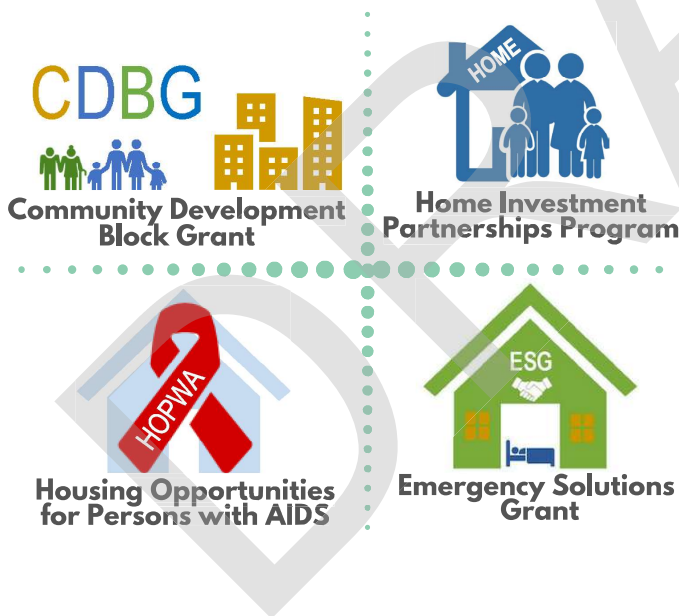 CDBG
Community Development
Block Grant
HOME
Home Investment
Partnerships Program
HOPWA
Housing Opportunities
for Persons with AIDS
ESG
Emergency Solutions
Grant